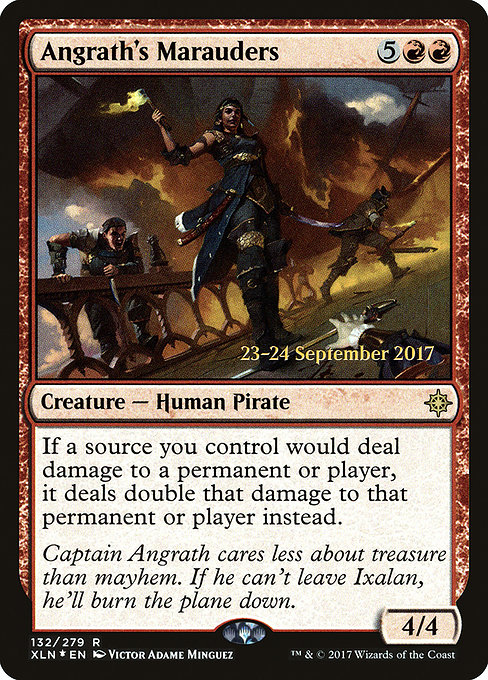 Angrath's Marauders 5
23–24 September 2017
Creature — Human Pirate
If a source you control would deal
damage to a permanent or player,
it deals double that damage to that
permanent or player instead.
Captain Angrath cares less about treasure
than mayhem. If he can't leave Ixalan,
he'll burn the plane down.
4/4
132/279 R
XLN ★ EN Victor Adame Minguez
™ & © 2017 Wizards of the Coast